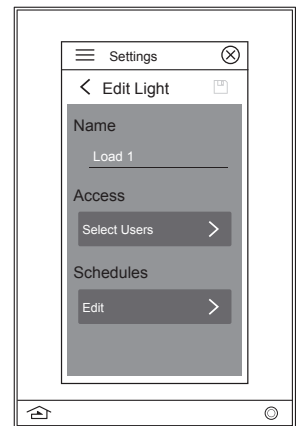 Settings
Edit Light
Name
Load 1
Access
Select Users
Schedules
Edit